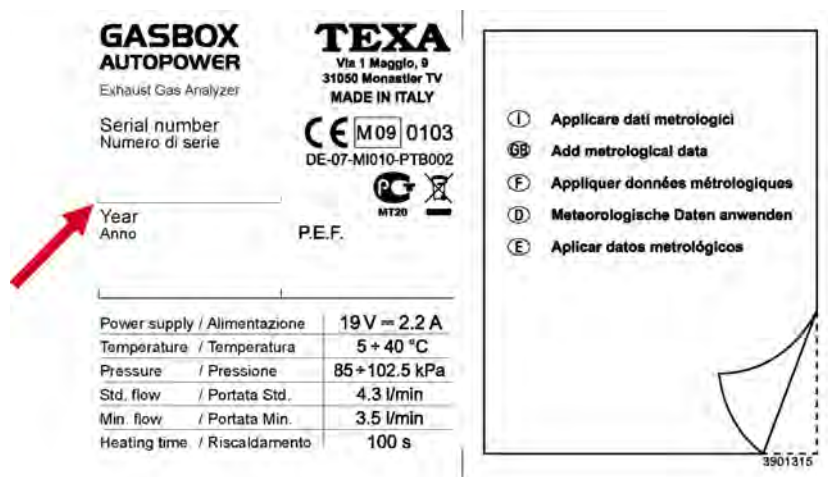 GASBOX
AUTOPOWER
Exhaust Gas Analyzer
Serial number
Numero di serie
TEXA
Via 1 Maggio, 9
31050 Monastier TV
MADE IN ITALY
CE M 09 0103
DE-07-MI010-PTB002
MT20
Year
Anno
P.E.F.
Power supply / Alimentazione 19 V ⎓ 2.2 A
Temperature / Temperatura 5 ÷ 40 °C
Pressure / Pressione 85÷102.5 kPa
Std. flow / Portata Std. 4.3 l/min
Min. flow / Portata Min. 3.5 l/min
Heating time / Riscaldamento 100 s
I Applicare dati metrologici
GB Add metrological data
F Appliquer données métrologiques
D Meteorologische Daten anwenden
E Aplicar datos metrológicos
3901315